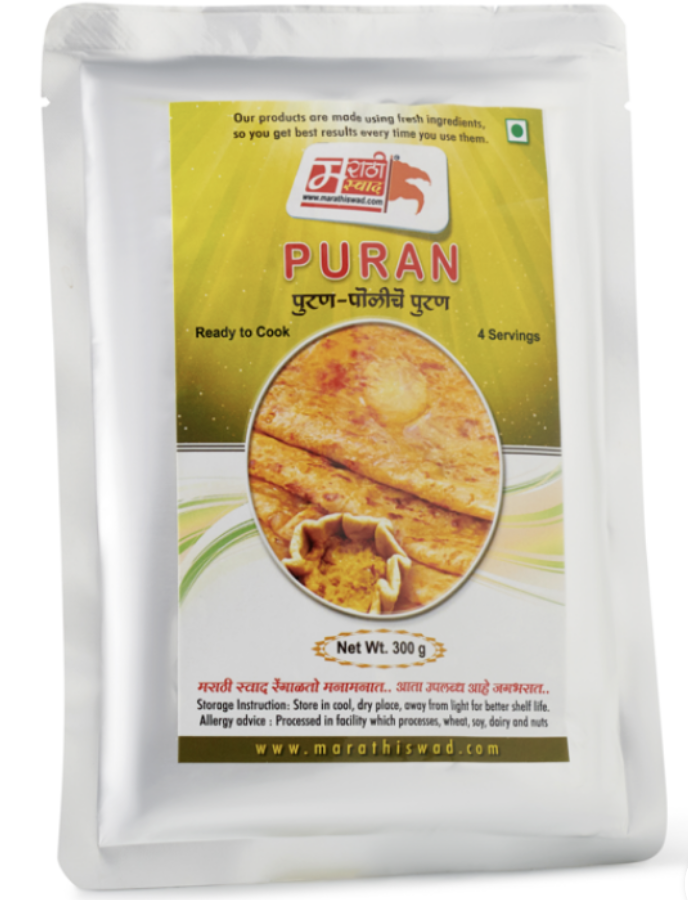 Our products are made using fresh ingredients,
so you get best results every time you use them.
मराठी
स्वाद
www.marathiswad.com
PURAN
पुरण-पोळीचे पुरण
Ready to Cook
4 Servings
Net Wt. 300 g
मराठी स्वाद रेंगाळतो मनामनात.. आता उपलब्ध आहे जगभरात..
Storage Instruction: Store in cool, dry place, away from light for better shelf life.
Allergy advice : Processed in facility which processes, wheat, soy, dairy and nuts
www.marathiswad.com